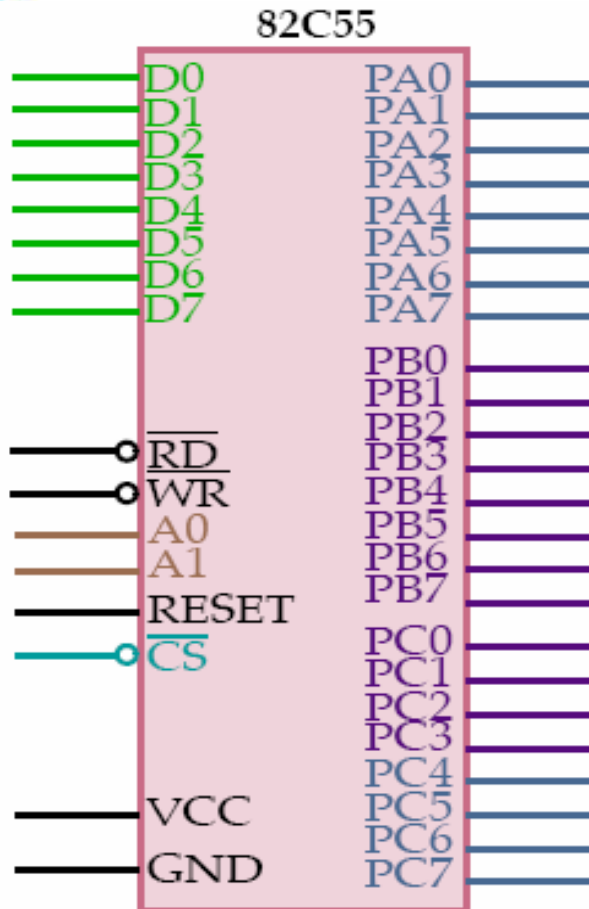 82C55
D0
D1
D2
D3
D4
D5
D6
D7
RD
WR
A0
A1
RESET
CS
VCC
GND
PA0
PA1
PA2
PA3
PA4
PA5
PA6
PA7
PB0
PB1
PB2
PB3
PB4
PB5
PB6
PB7
PC0
PC1
PC2
PC3
PC4
PC5
PC6
PC7